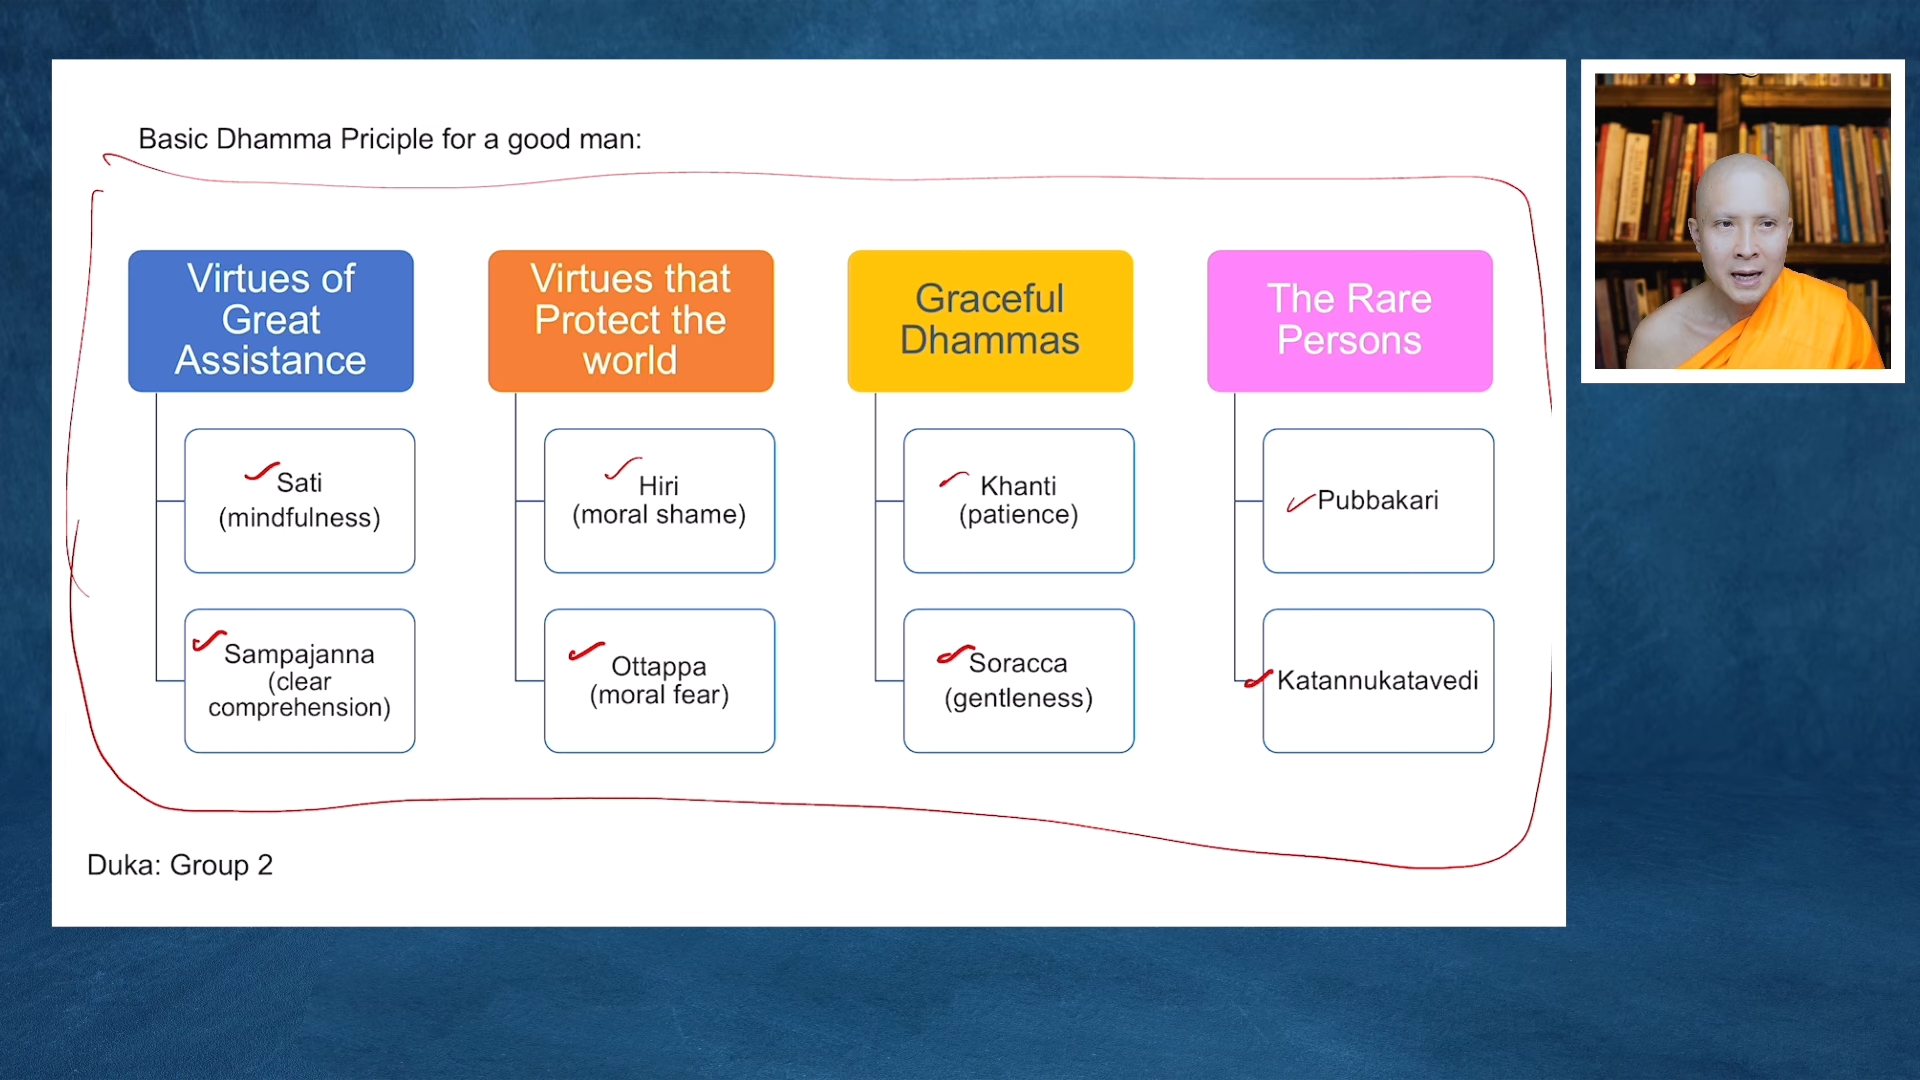 Basic Dhamma Priciple for a good man:
Virtues of
Great
Assistance
Sati
(mindfulness)
Sampajanna
(clear
comprehension)
Virtues that
Protect the
world
Hiri
(moral shame)
Ottappa
(moral fear)
Graceful
Dhammas
Khanti
(patience)
Soracca
(gentleness)
The Rare
Persons
Pubbakari
Katannukatavedi
Duka: Group 2